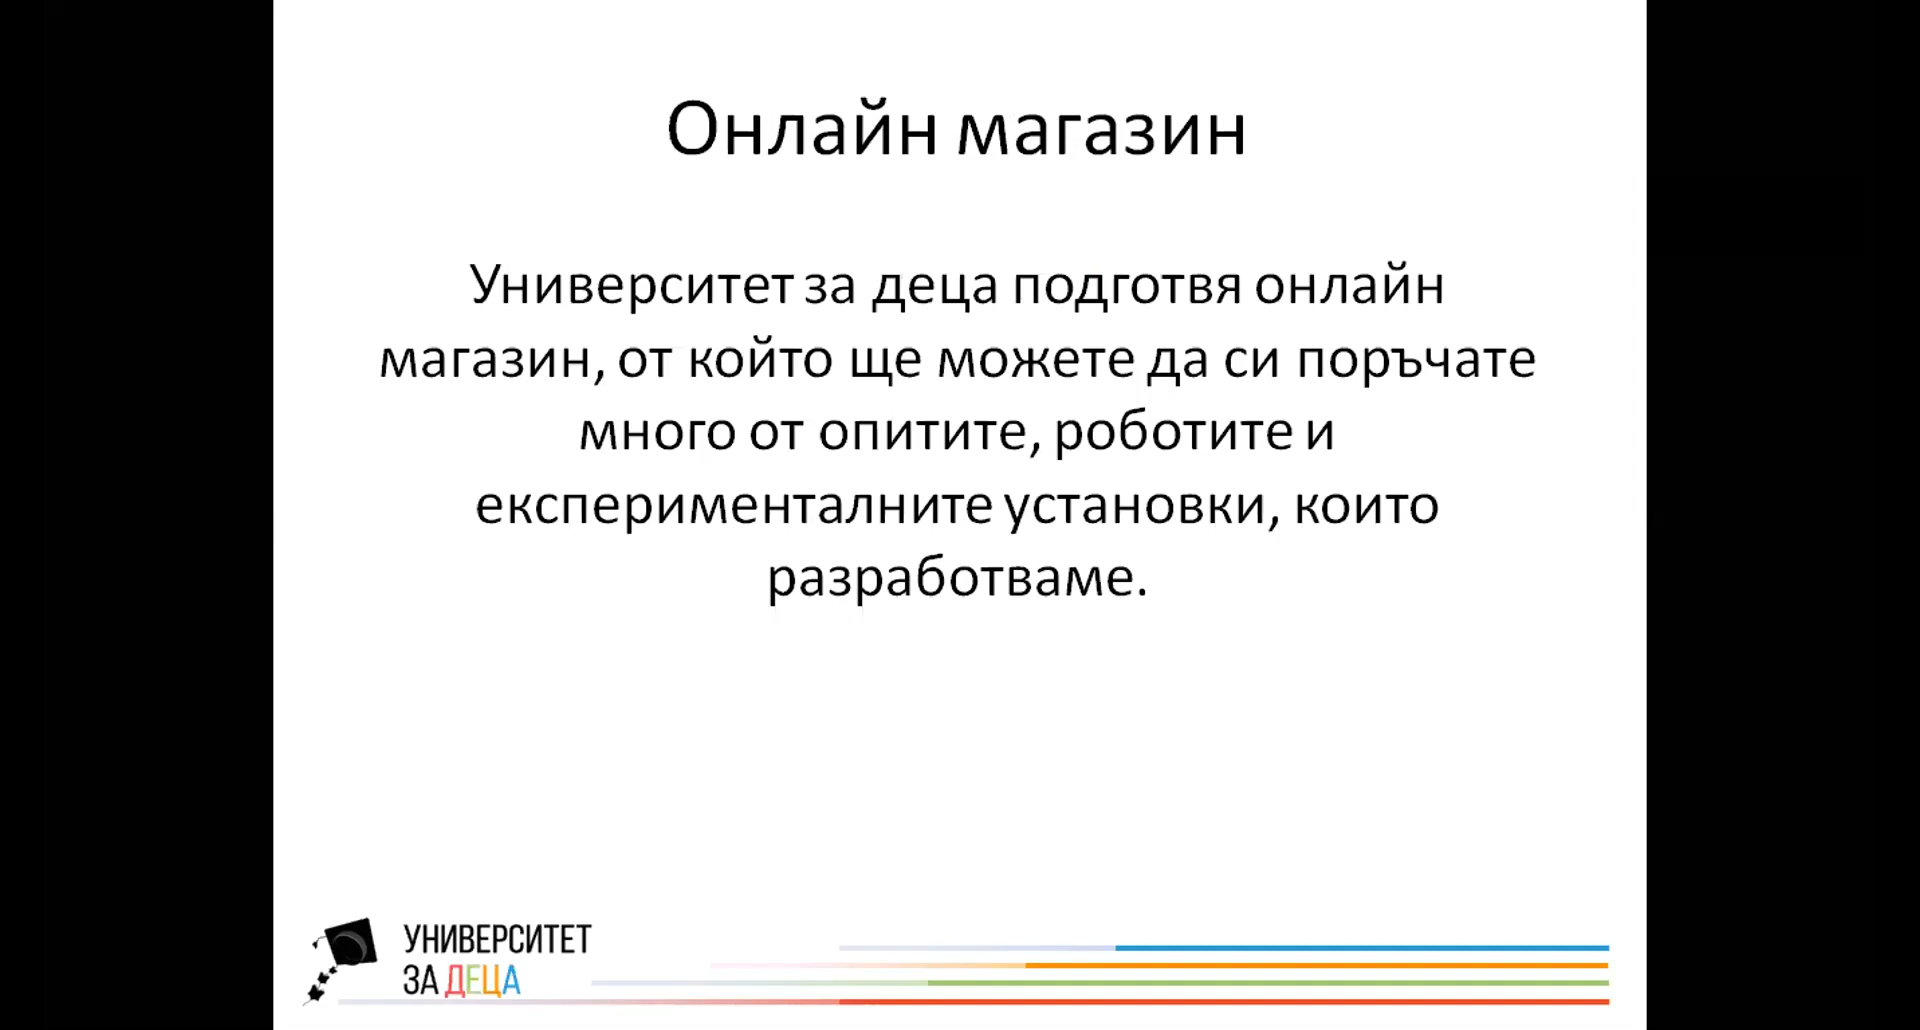 Онлайн магазин
Университет за деца подготвя онлайн
магазин, от който ще можете да си поръчате
много от опитите, роботите и
експерименталните установки, които
разработваме.
УНИВЕРСИТЕТ
ЗА ДЕЦА